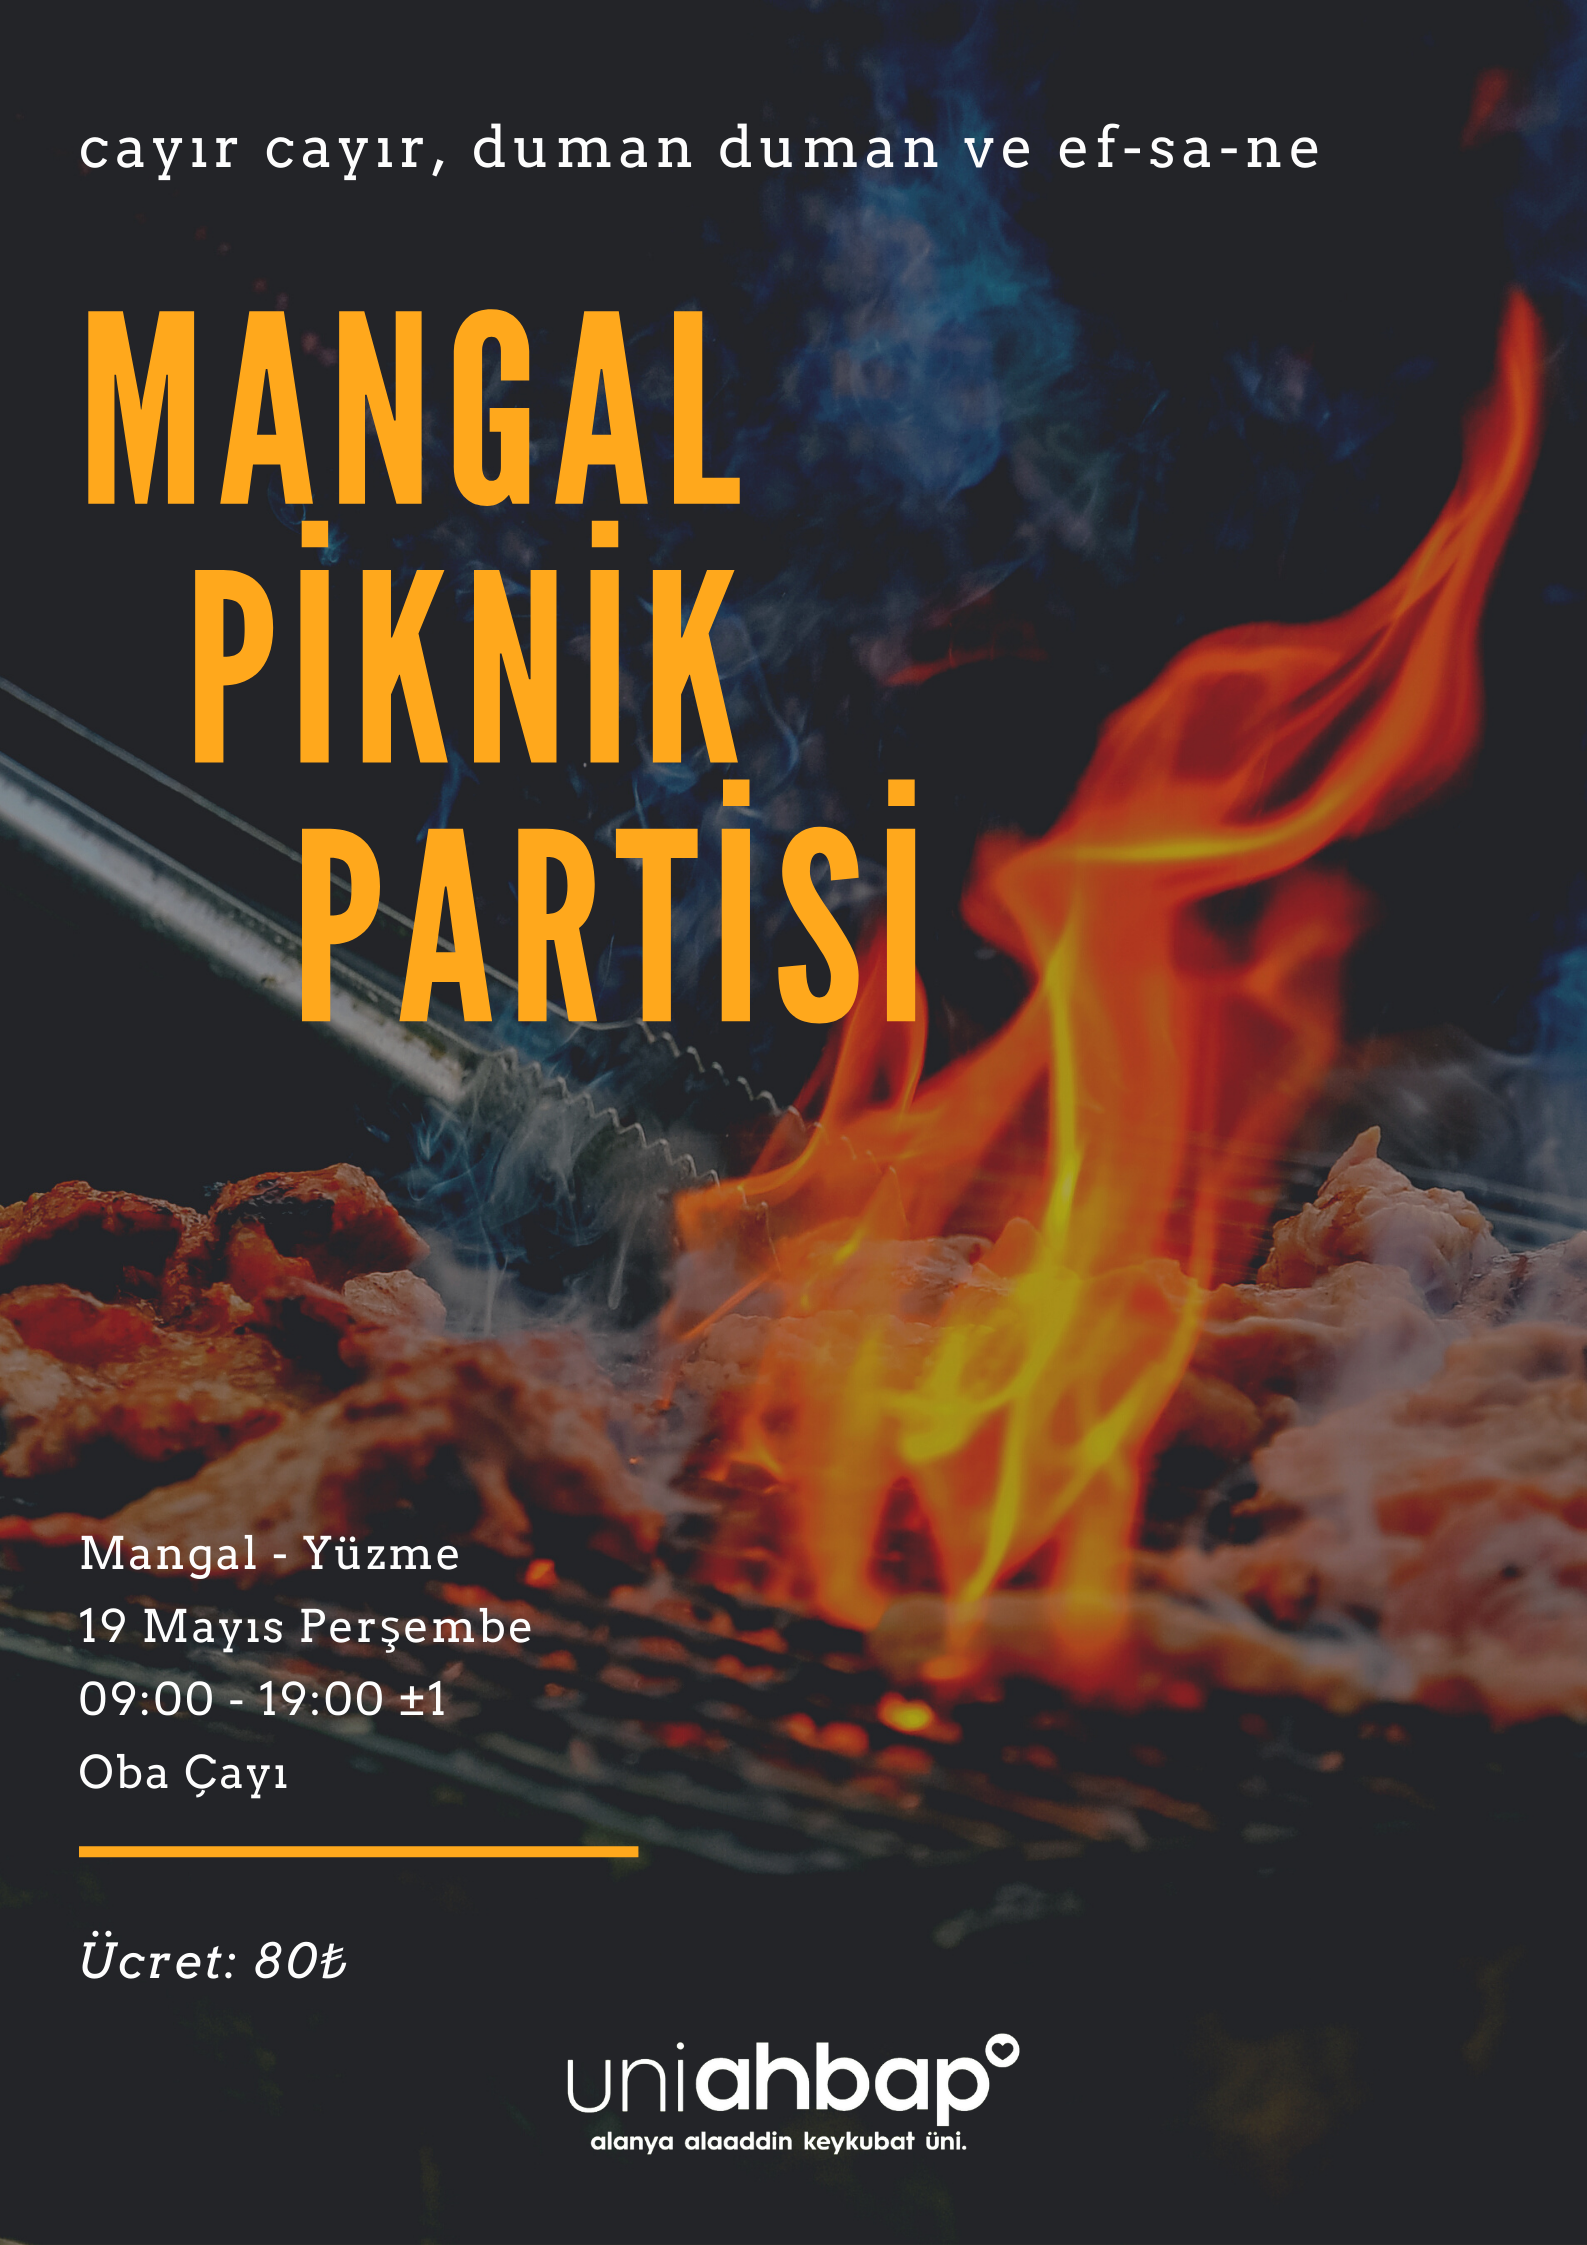 cayır cayır, duman duman ve ef-sa-ne
MANGAL
PİKNİK
PARTİSİ
Mangal - Yüzme
19 Mayıs Perşembe
09:00 - 19:00 ±1
Oba Çayı
Ücret: 80₺
uniahbap
alanya alaaddin keykubat üni.